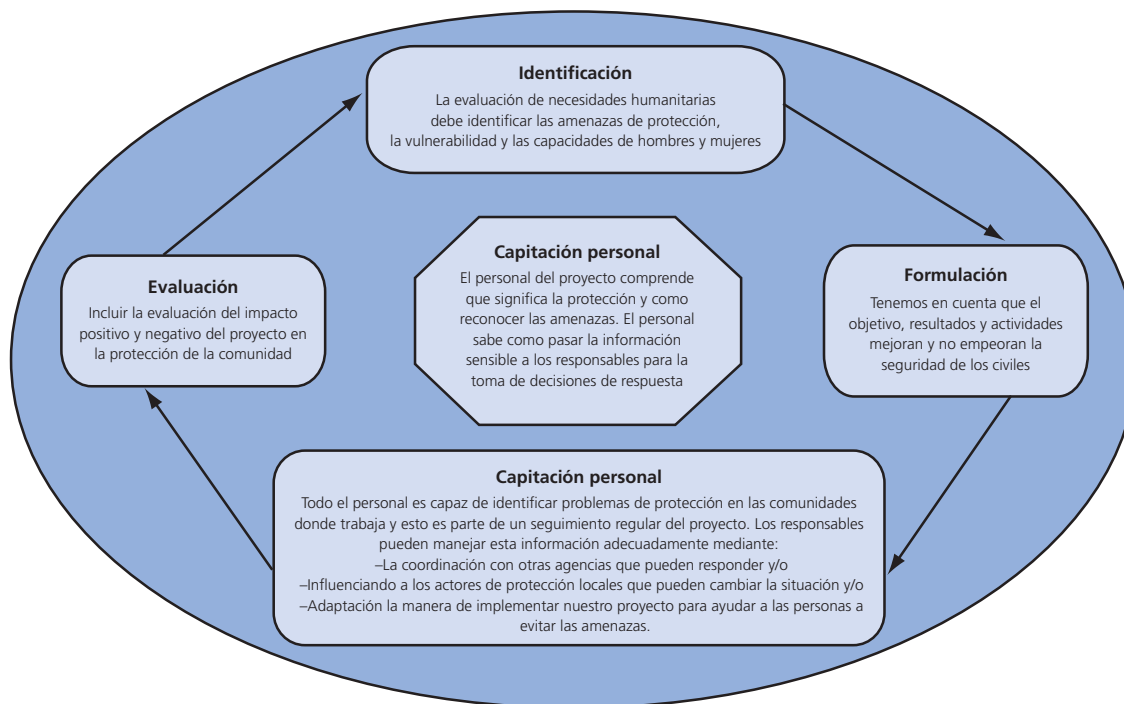 Identificación
La evaluación de necesidades humanitarias
debe identificar las amenazas de protección,
la vulnerabilidad y las capacidades de hombres y mujeres
Capitación personal
El personal del proyecto comprende
que significa la protección y como
reconocer las amenazas. El personal
sabe como pasar la información
sensible a los responsables para la
toma de decisiones de respuesta
Formulación
Tenemos en cuenta que el
objetivo, resultados y actividades
mejoran y no empeoran la
seguridad de los civiles
Capitación personal
Todo el personal es capaz de identificar problemas de protección en las comunidades
donde trabaja y esto es parte de un seguimiento regular del proyecto. Los responsables
pueden manejar esta información adecuadamente mediante:
–La coordinación con otras agencias que pueden responder y/o
–Influenciando a los actores de protección locales que pueden cambiar la situación y/o
–Adaptación la manera de implementar nuestro proyecto para ayudar a las personas a
evitar las amenazas.
Evaluación
Incluir la evaluación del impacto
positivo y negativo del proyecto en
la protección de la comunidad